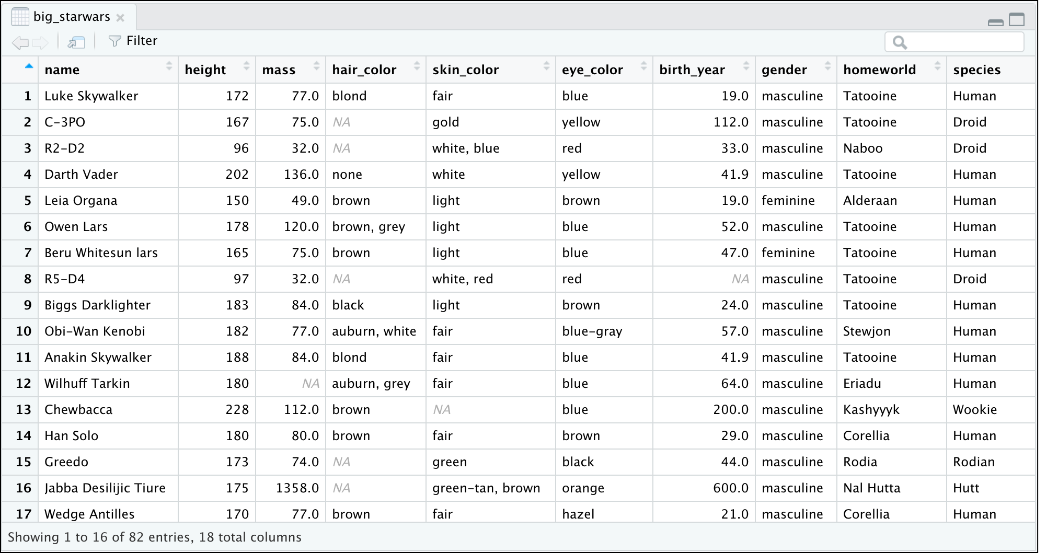 big_starwars
Filter
name height mass hair_color skin_color eye_color birth_year gender homeworld species
1 Luke Skywalker 172 77.0 blond fair blue 19.0 masculine Tatooine Human
2 C-3PO 167 75.0 NA gold yellow 112.0 masculine Tatooine Droid
3 R2-D2 96 32.0 NA white, blue red 33.0 masculine Naboo Droid
4 Darth Vader 202 136.0 none white yellow 41.9 masculine Tatooine Human
5 Leia Organa 150 49.0 brown light brown 19.0 feminine Alderaan Human
6 Owen Lars 178 120.0 brown, grey light blue 52.0 masculine Tatooine Human
7 Beru Whitesun lars 165 75.0 brown light blue 47.0 feminine Tatooine Human
8 R5-D4 97 32.0 NA white, red red NA masculine Tatooine Droid
9 Biggs Darklighter 183 84.0 black light brown 24.0 masculine Tatooine Human
10 Obi-Wan Kenobi 182 77.0 auburn, white fair blue-gray 57.0 masculine Stewjon Human
11 Anakin Skywalker 188 84.0 blond fair blue 41.9 masculine Tatooine Human
12 Wilhuff Tarkin 180 NA auburn, grey fair blue 64.0 masculine Eriadu Human
13 Chewbacca 228 112.0 brown NA blue 200.0 masculine Kashyyyk Wookie
14 Han Solo 180 80.0 brown fair brown 29.0 masculine Corellia Human
15 Greedo 173 74.0 NA green black 44.0 masculine Rodia Rodian
16 Jabba Desilijic Tiure 175 1358.0 NA green-tan, brown orange 600.0 masculine Nal Hutta Hutt
17 Wedge Antilles 170 77.0 brown fair hazel 21.0 masculine Corellia Human
Showing 1 to 16 of 82 entries, 18 total columns